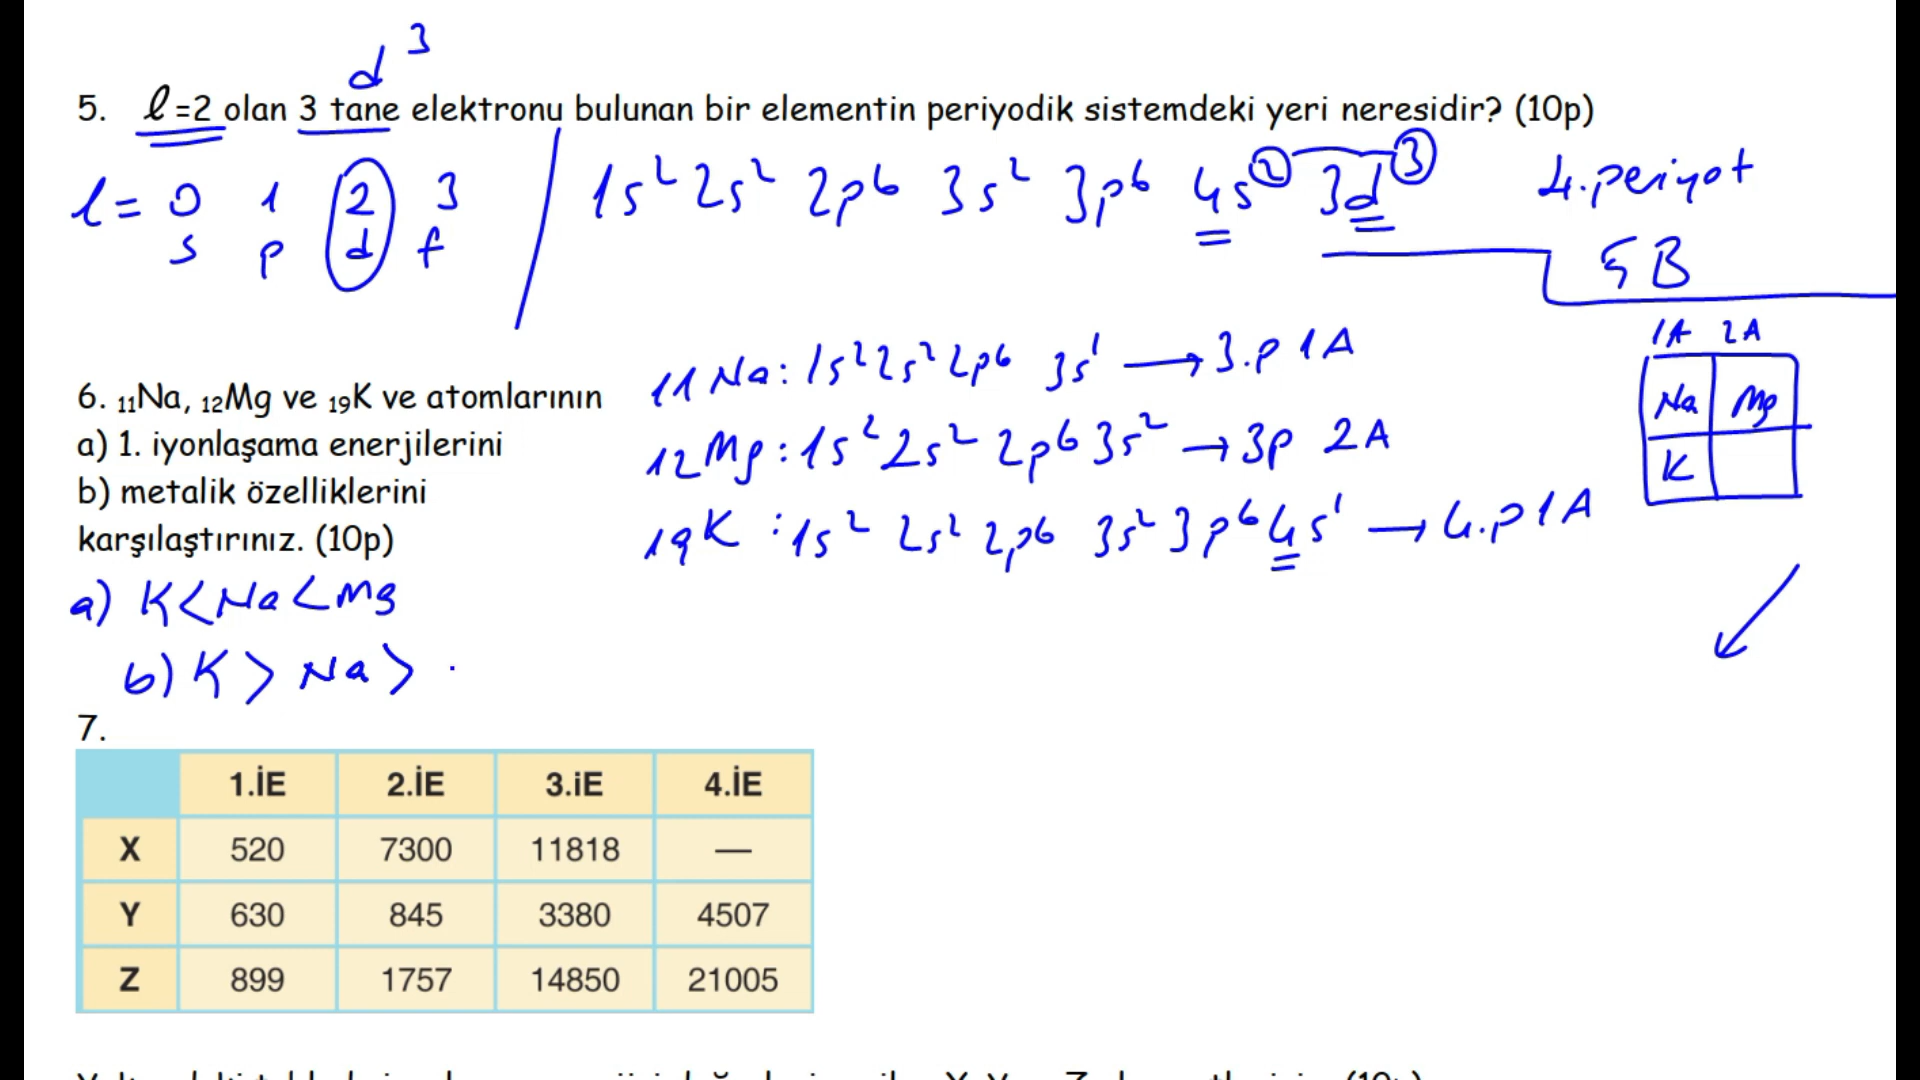 d³
5. ℓ=2 olan 3 tane elektronu bulunan bir elementin periyodik sistemdeki yeri neresidir? (10p)
l = 0 1 2 3
s p d f
1s² 2s² 2p⁶ 3s² 3p⁶ 4s² 3d³
4.periyot
5B
6. ₁₁Na, ₁₂Mg ve ₁₉K ve atomlarının
a) 1. iyonlaşama enerjilerini
b) metalik özelliklerini
karşılaştırınız. (10p)
11Na: 1s² 2s² 2p⁶ 3s¹ → 3.p 1A
12Mg: 1s² 2s² 2p⁶ 3s² → 3p 2A
19K : 1s² 2s² 2p⁶ 3s² 3p⁶ 4s¹ → 4.p 1A
1A 2A
Na Mg
K
a) K<Na<Mg
b) K > Na >
7.
1.İE 2.İE 3.iE 4.İE
X 520 7300 11818 —
Y 630 845 3380 4507
Z 899 1757 14850 21005